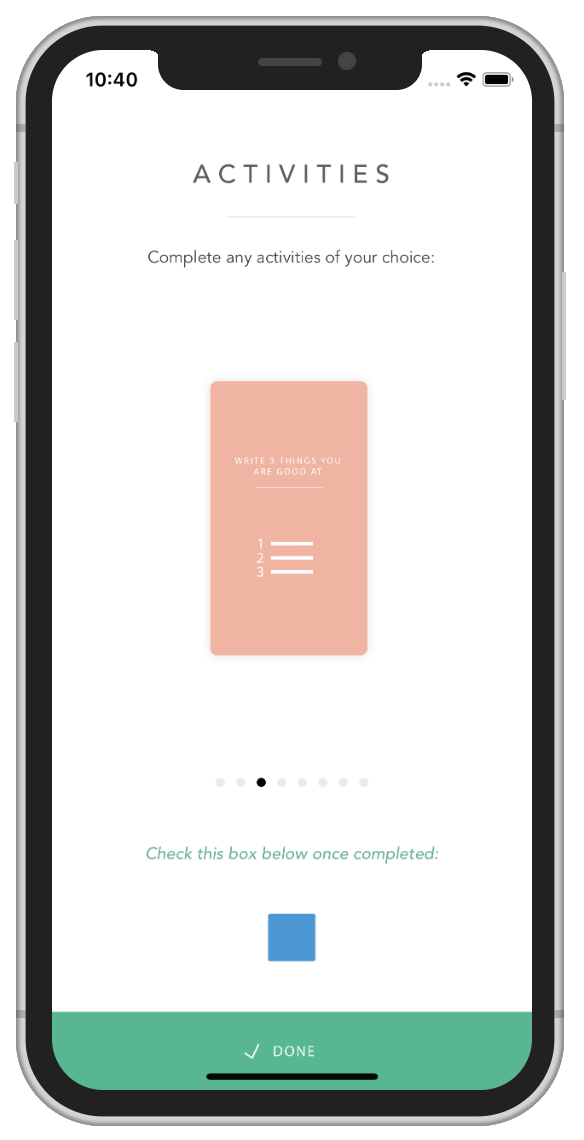 10:40
ACTIVITIES
Complete any activities of your choice:
WRITE 3 THINGS YOU
ARE GOOD AT
1
2
3
Check this box below once completed:
DONE